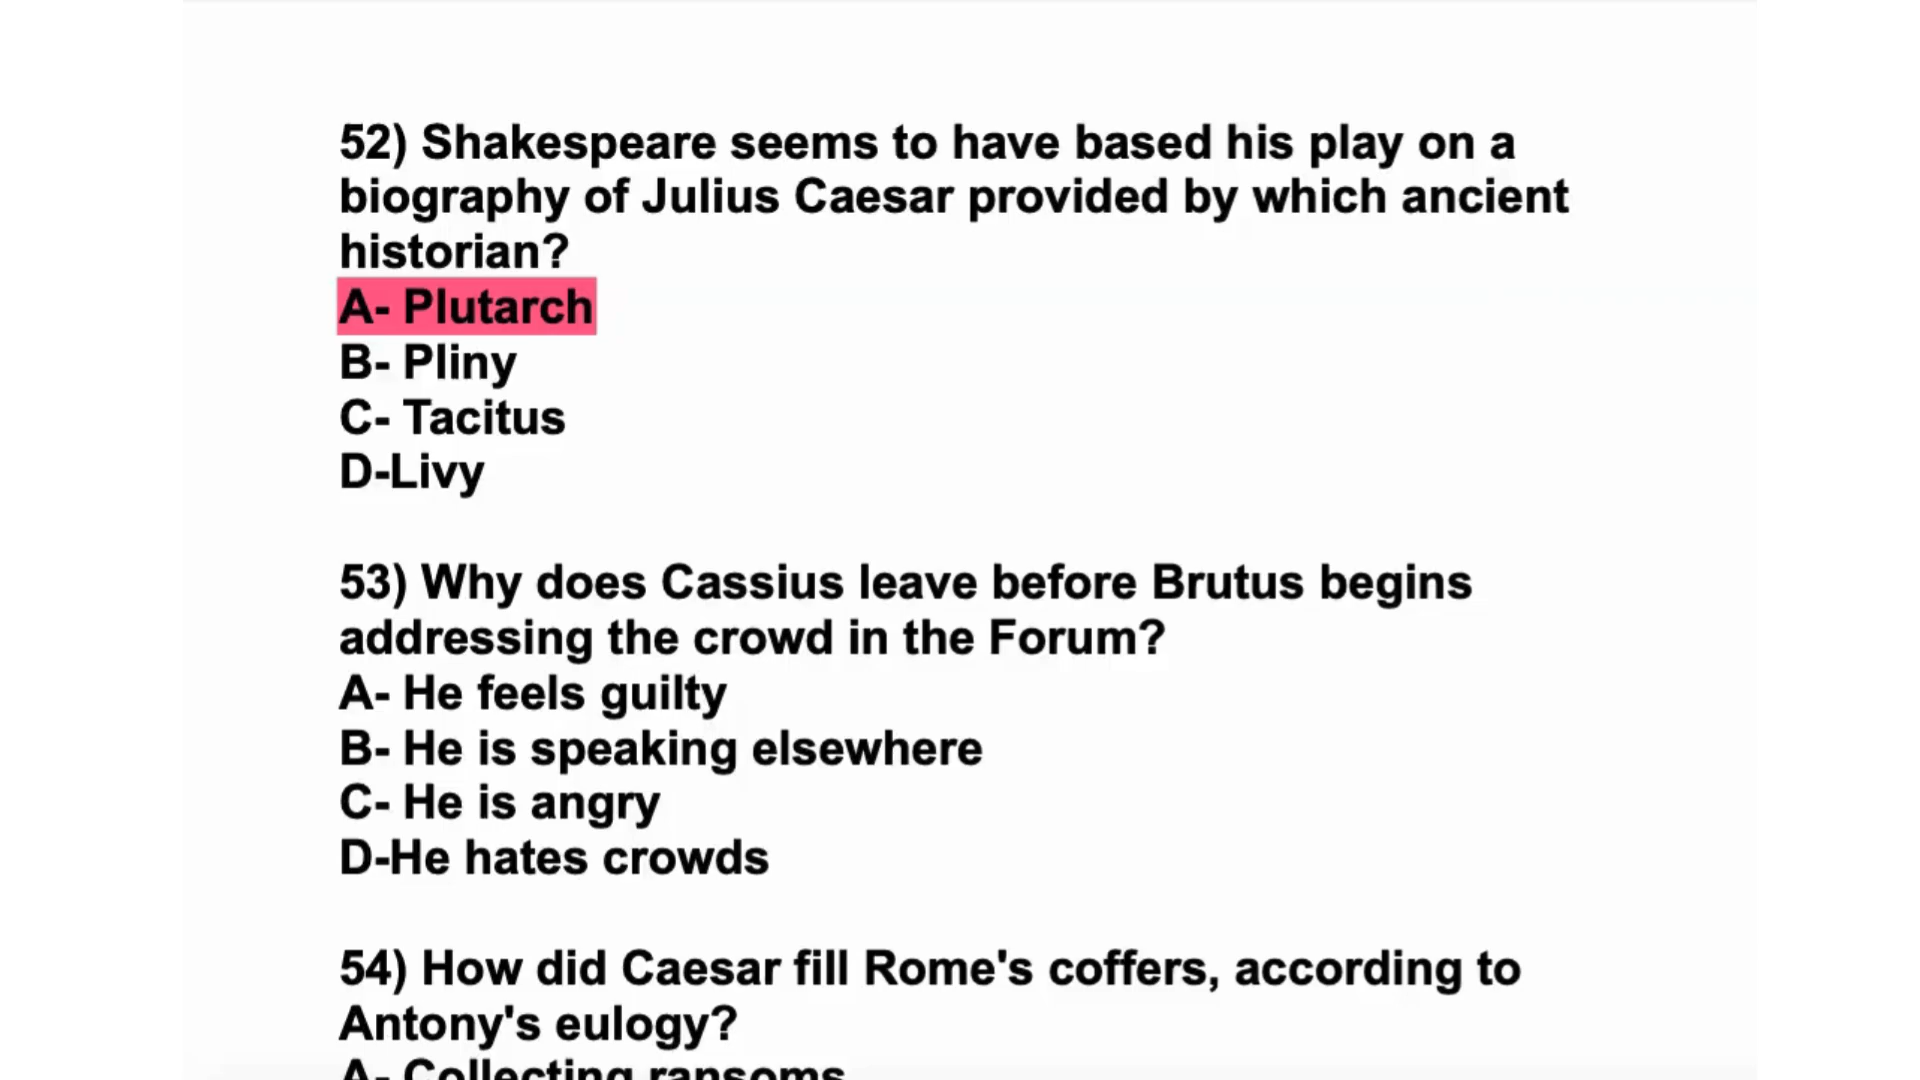 52) Shakespeare seems to have based his play on a
biography of Julius Caesar provided by which ancient
historian?
A- Plutarch
B- Pliny
C- Tacitus
D-Livy
53) Why does Cassius leave before Brutus begins
addressing the crowd in the Forum?
A- He feels guilty
B- He is speaking elsewhere
C- He is angry
D-He hates crowds
54) How did Caesar fill Rome's coffers, according to
Antony's eulogy?
A- Collecting ransoms